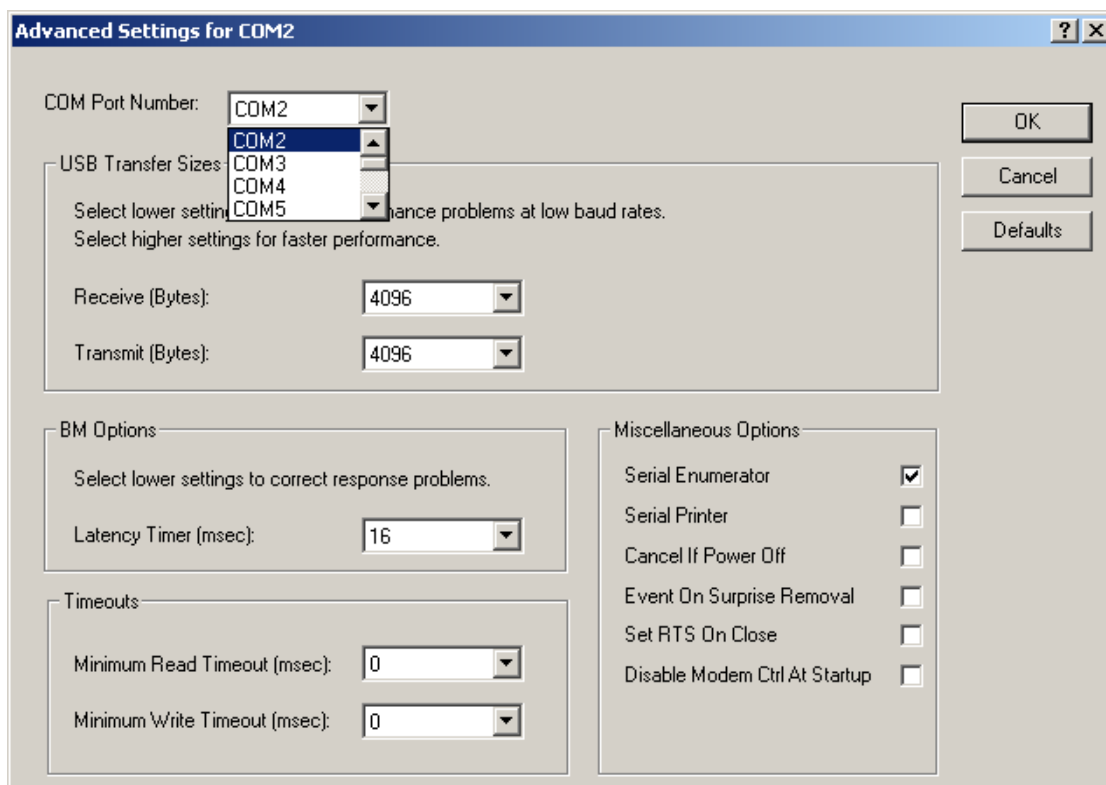 Advanced Settings for COM2
COM Port Number: COM2
OK
COM2
COM3
COM4
COM5
Cancel
Defaults
USB Transfer Sizes
Select lower settin mance problems at low baud rates.
Select higher settings for faster performance.
Receive (Bytes): 4096
Transmit (Bytes): 4096
BM Options
Select lower settings to correct response problems.
Latency Timer (msec): 16
Timeouts
Minimum Read Timeout (msec): 0
Minimum Write Timeout (msec): 0
Miscellaneous Options
Serial Enumerator
Serial Printer
Cancel If Power Off
Event On Surprise Removal
Set RTS On Close
Disable Modem Ctrl At Startup